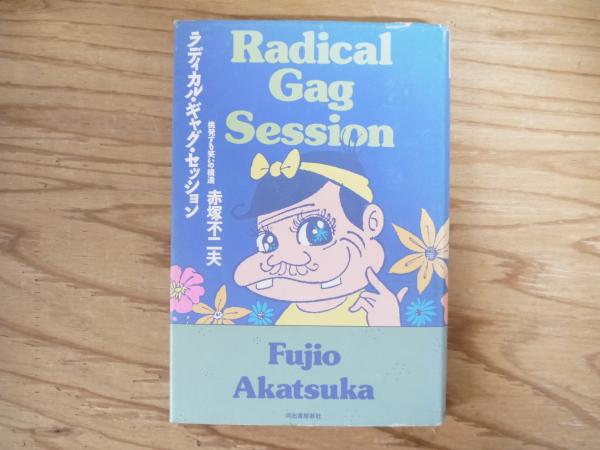 Radical
Gag
Session
ラディカル・ギャグ・セッション
挑発する笑いの構造
赤塚不二夫
Fujio
Akatsuka
河出書房新社